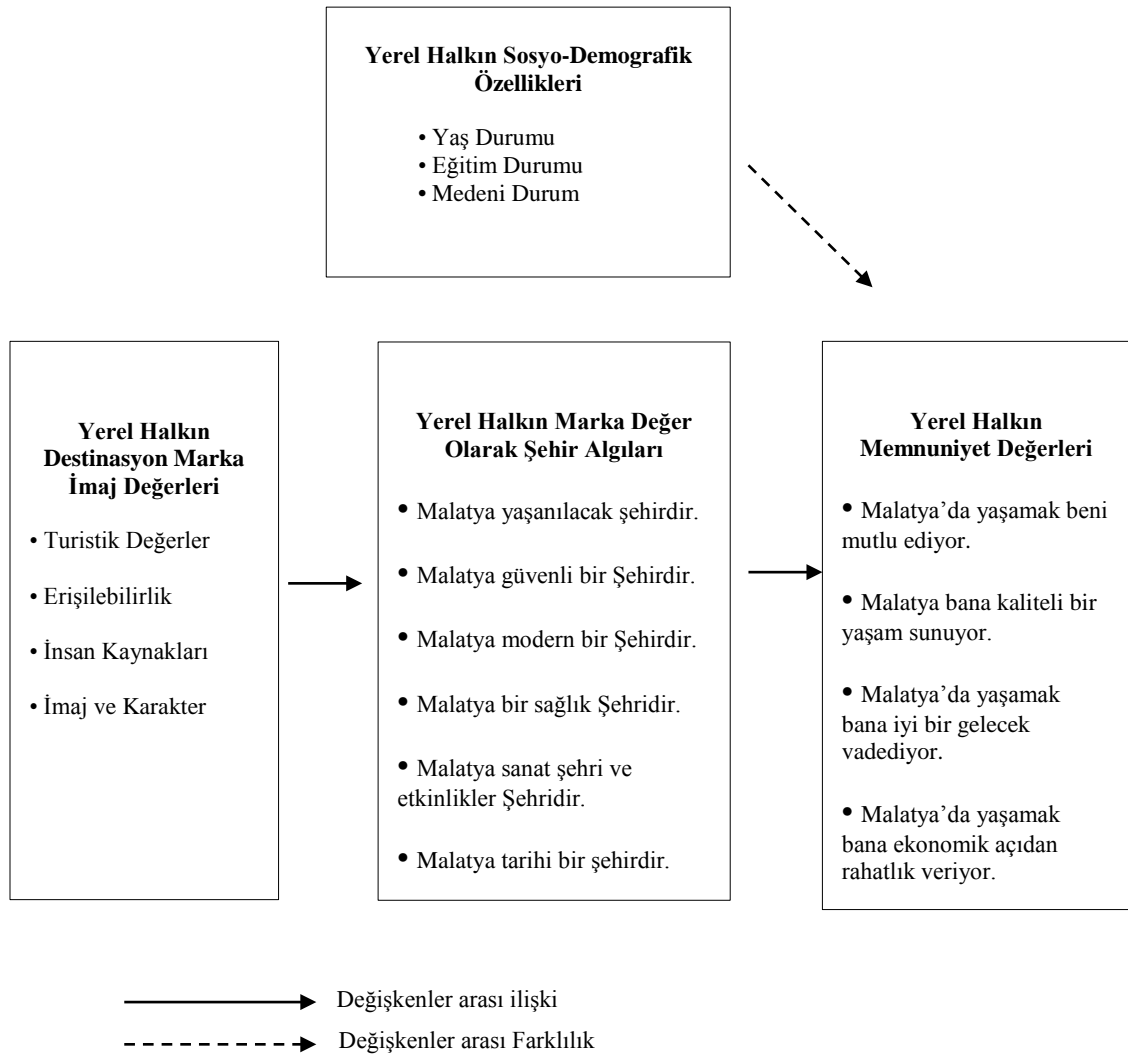 Yerel Halkın Sosyo-Demografik
Özellikleri
• Yaş Durumu
• Eğitim Durumu
• Medeni Durum
Yerel Halkın
Destinasyon Marka
İmaj Değerleri
• Turistik Değerler
• Erişilebilirlik
• İnsan Kaynakları
• İmaj ve Karakter
Yerel Halkın Marka Değer
Olarak Şehir Algıları
• Malatya yaşanılacak şehirdir.
• Malatya güvenli bir Şehirdir.
• Malatya modern bir Şehirdir.
• Malatya bir sağlık Şehridir.
• Malatya sanat şehri ve
etkinlikler Şehridir.
• Malatya tarihi bir şehirdir.
Yerel Halkın
Memnuniyet Değerleri
• Malatya’da yaşamak beni
mutlu ediyor.
• Malatya bana kaliteli bir
yaşam sunuyor.
• Malatya’da yaşamak
bana iyi bir gelecek
vadediyor.
• Malatya’da yaşamak
bana ekonomik açıdan
rahatlık veriyor.
Değişkenler arası ilişki
Değişkenler arası Farklılık